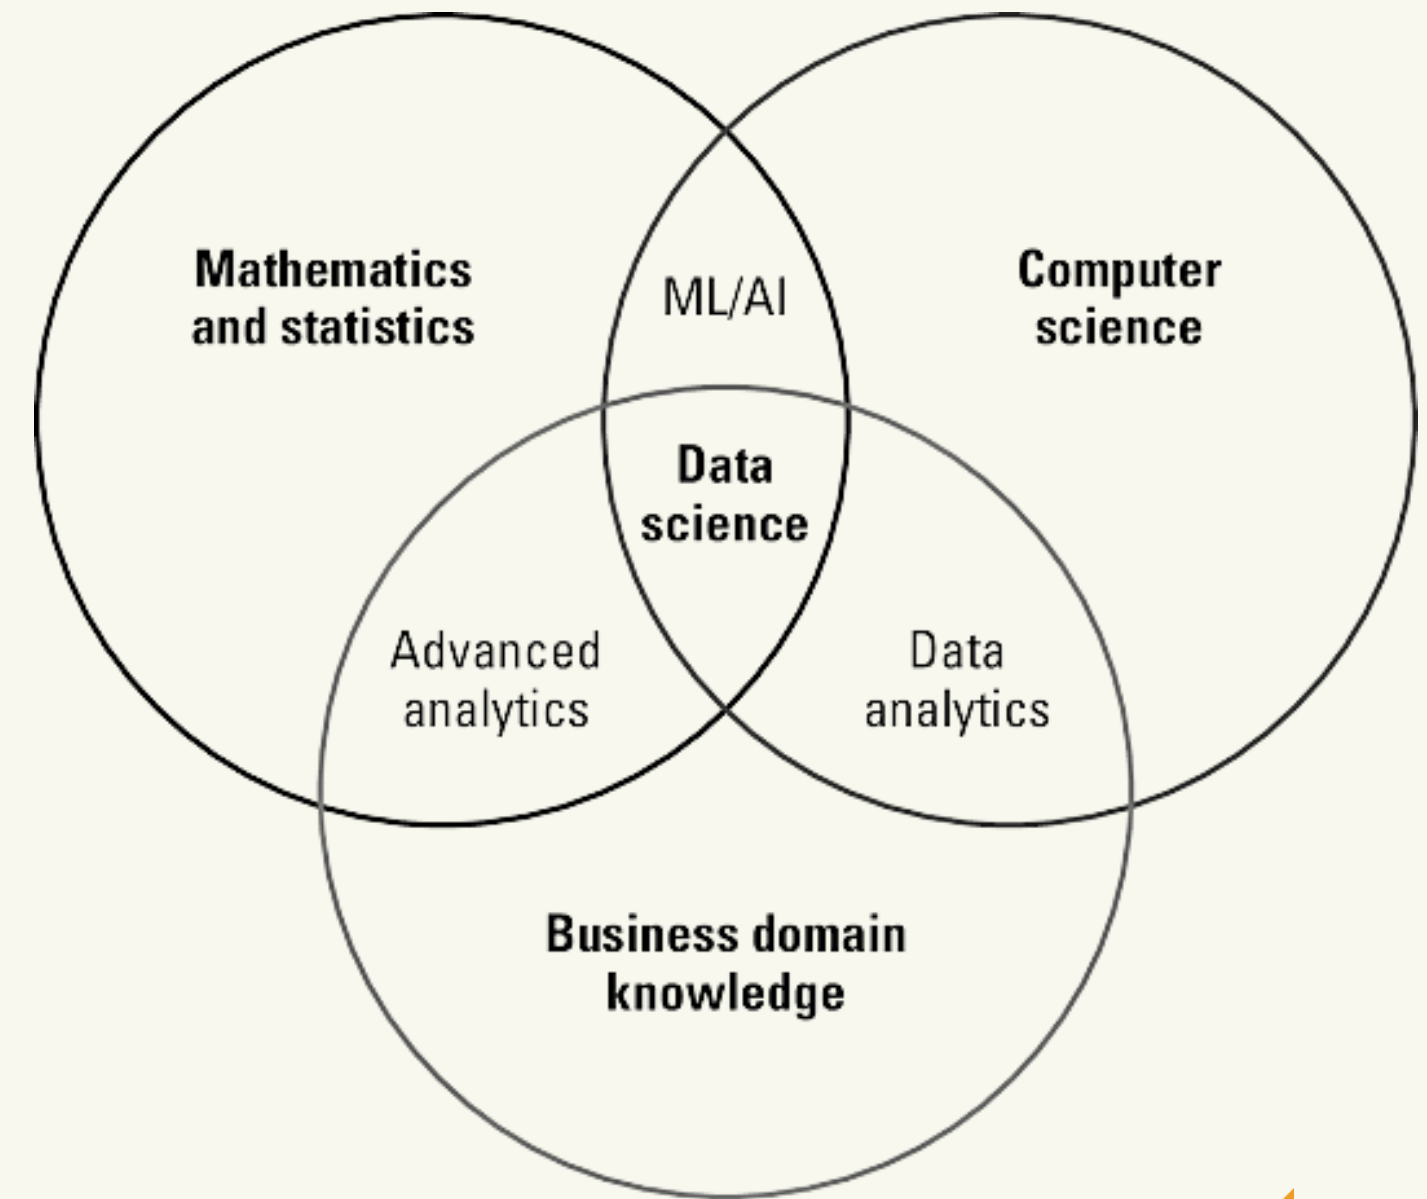 Mathematics
and statistics
ML/AI
Computer
science
Data
science
Advanced
analytics
Data
analytics
Business domain
knowledge